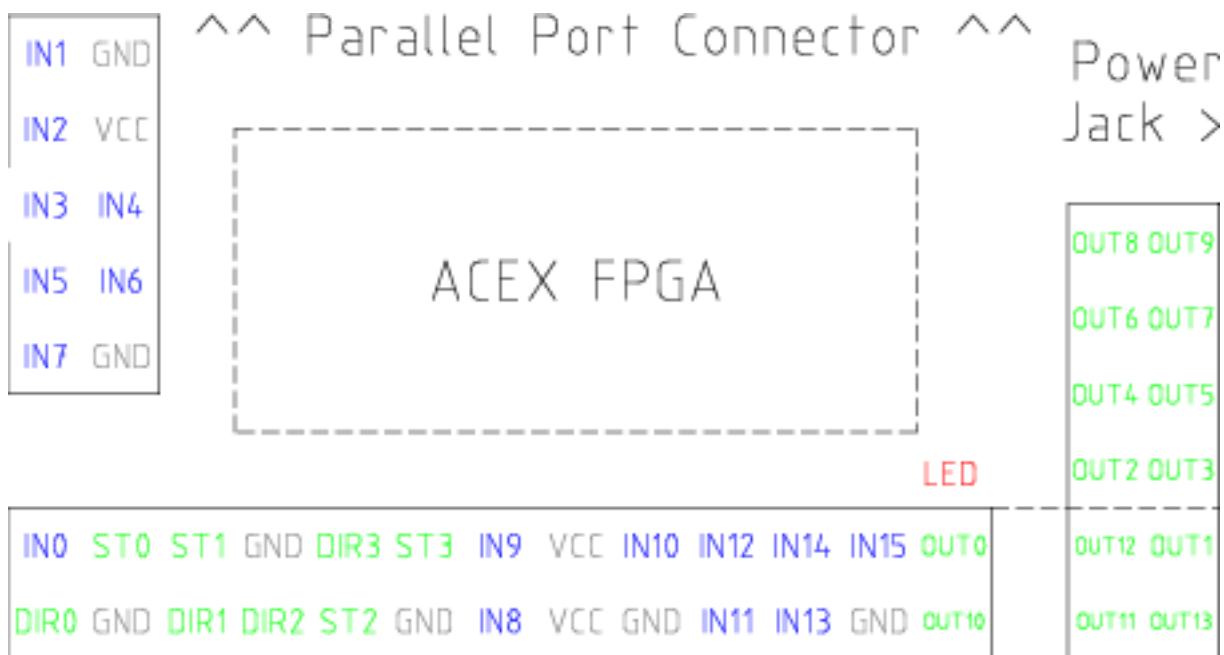 ^^ Parallel Port Connector ^^
Power
Jack >
IN1 GND
IN2 VCC
IN3 IN4
IN5 IN6
IN7 GND
ACEX FPGA
OUT8 OUT9
OUT6 OUT7
OUT4 OUT5
OUT2 OUT3
LED
IN0 ST0 ST1 GND DIR3 ST3 IN9 VCC IN10 IN12 IN14 IN15 OUT0
OUT12 OUT1
DIR0 GND DIR1 DIR2 ST2 GND IN8 VCC GND IN11 IN13 GND OUT10
OUT11 OUT13